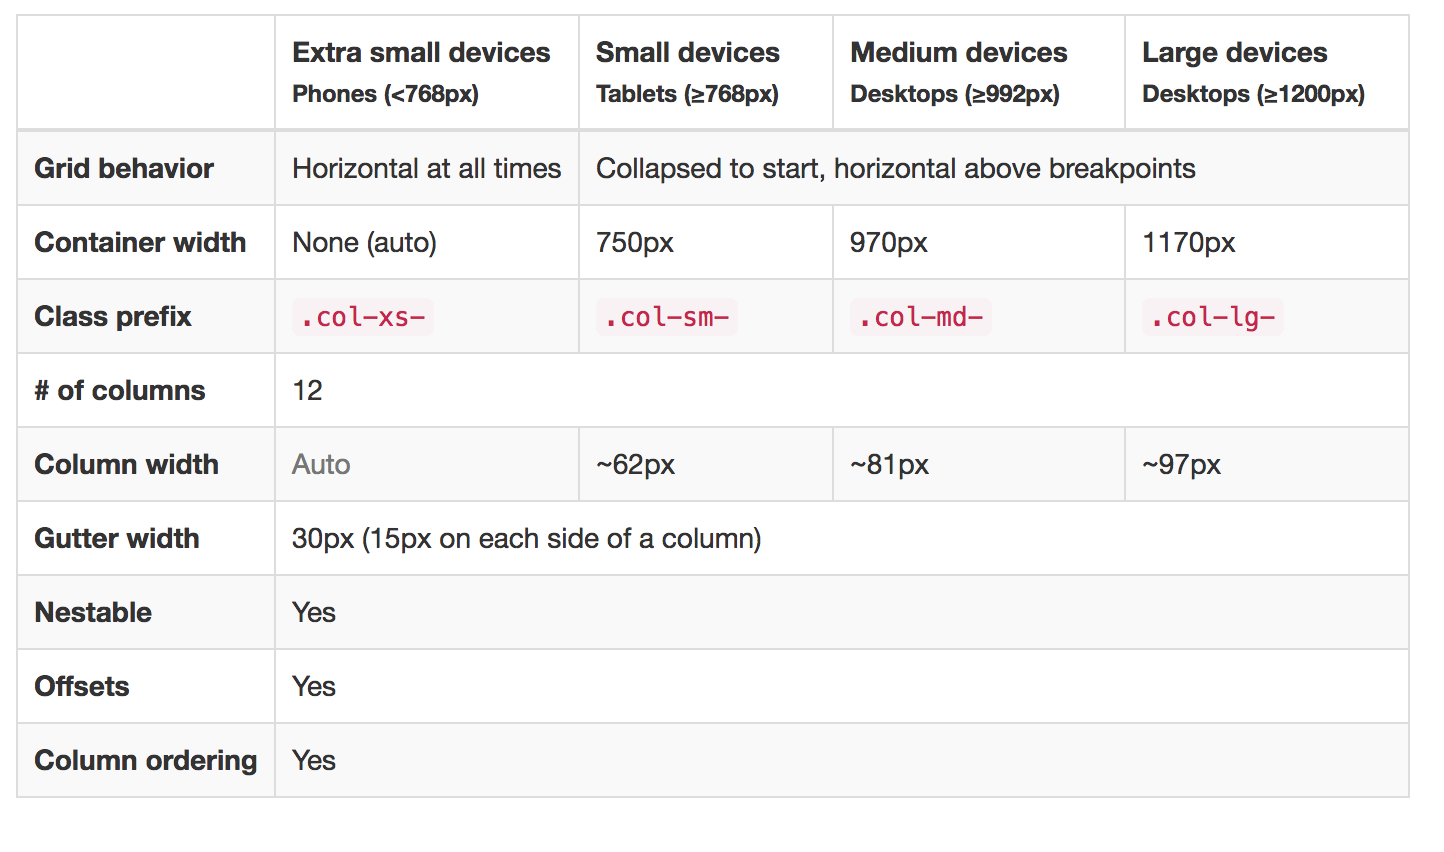 Extra small devices Small devices Medium devices Large devices
Phones (<768px) Tablets (≥768px) Desktops (≥992px) Desktops (≥1200px)
Grid behavior Horizontal at all times Collapsed to start, horizontal above breakpoints
Container width None (auto) 750px 970px 1170px
Class prefix .col-xs- .col-sm- .col-md- .col-lg-
# of columns 12
Column width Auto ~62px ~81px ~97px
Gutter width 30px (15px on each side of a column)
Nestable Yes
Offsets Yes
Column ordering Yes